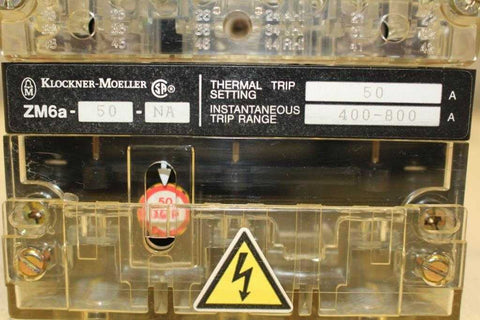 KLOCKNER-MOELLER
ZM6a- 50 -NA
THERMAL TRIP SETTING 50 A
INSTANTANEOUS TRIP RANGE 400-800 A
50